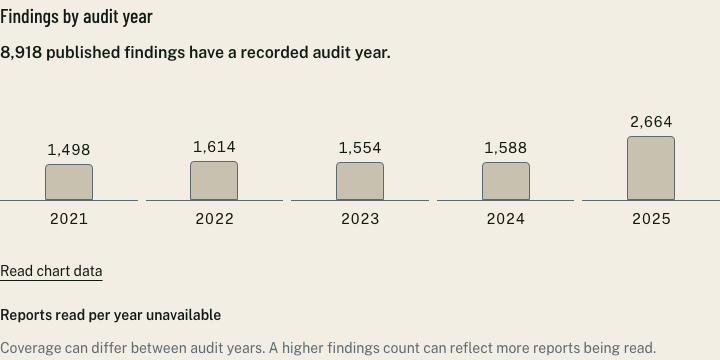 Findings by audit year
8,918 published findings have a recorded audit year.
1,498 1,614 1,554 1,588 2,664
2021 2022 2023 2024 2025
Read chart data
Reports read per year unavailable
Coverage can differ between audit years. A higher findings count can reflect more reports being read.